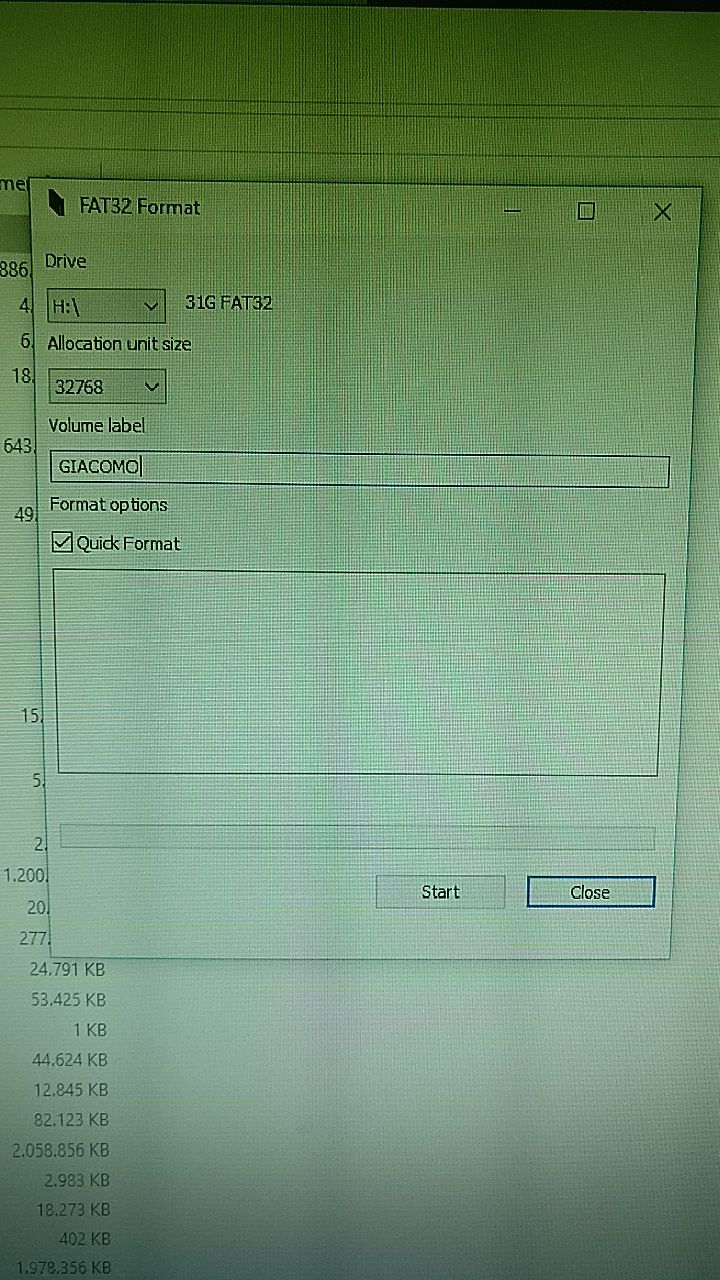 FAT32 Format
Drive
H:\ 31G FAT32
Allocation unit size
32768
Volume label
GIACOMO
Format options
Quick Format
Start Close
886.
4.
6.
18.
643.
49.
15.
5.
2.
1.200.
20.
277.
24.791 KB
53.425 KB
1 KB
44.624 KB
12.845 KB
82.123 KB
2.058.856 KB
2.983 KB
18.273 KB
402 KB
1.978.356 KB